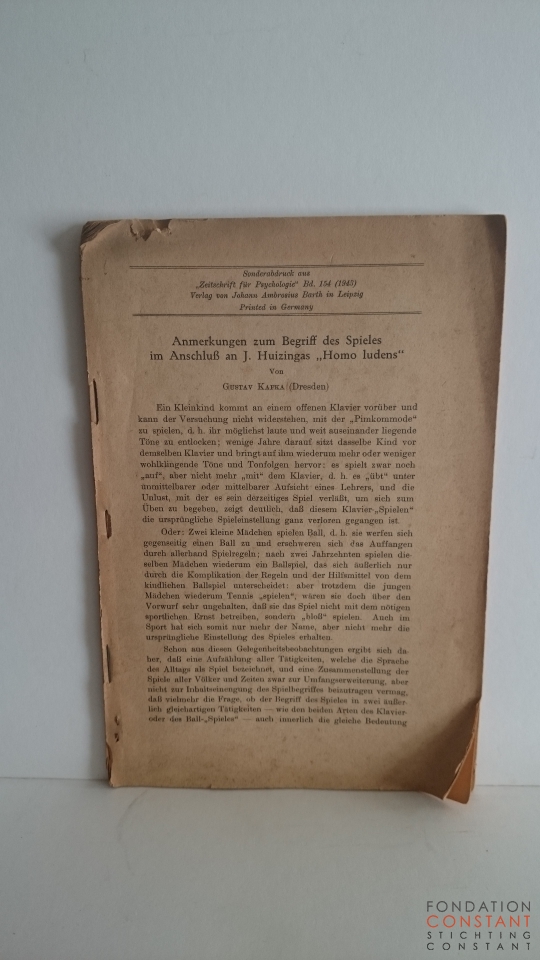 Sonderabdruck aus
„Zeitschrift für Psychologie" Bd. 154 (1943)
Verlag von Johann Ambrosius Barth in Leipzig
Printed in Germany
Anmerkungen zum Begriff des Spieles
im Anschluß an J. Huizingas „Homo ludens"
Von
GUSTAV KAFKA (Dresden)
Ein Kleinkind kommt an einem offenen Klavier vorüber und
kann der Versuchung nicht widerstehen, mit der „Pimkommode"
zu spielen, d. h. ihr möglichst laute und weit auseinander liegende
Töne zu entlocken; wenige Jahre darauf sitzt dasselbe Kind vor
demselben Klavier und bringt auf ihm wiederum mehr oder weniger
wohlklingende Töne und Tonfolgen hervor; es spielt zwar noch
„auf", aber nicht mehr „mit" dem Klavier, d. h. es „übt" unter
unmittelbarer oder mittelbarer Aufsicht eines Lehrers, und die
Unlust, mit der es sein derzeitiges Spiel verläßt, um sich zum
Üben zu begeben, zeigt deutlich, daß diesem Klavier-„Spielen"
die ursprüngliche Spieleinstellung ganz verloren gegangen ist.
Oder: Zwei kleine Mädchen spielen Ball, d. h. sie werfen sich
gegenseitig einen Ball zu und erschweren sich das Auffangen
durch allerhand Spielregeln; nach zwei Jahrzehnten spielen die-
selben Mädchen wiederum ein Ballspiel, das sich äußerlich nur
durch die Komplikation der Regeln und der Hilfsmittel von dem
kindlichen Ballspiel unterscheidet: aber trotzdem die jungen
Mädchen wiederum Tennis „spielen", wären sie doch über den
Vorwurf sehr ungehalten, daß sie das Spiel nicht mit dem nötigen
sportlichen Ernst betreiben, sondern „bloß" spielen. Auch im
Sport hat sich somit nur mehr der Name, aber nicht mehr die
ursprüngliche Einstellung des Spieles erhalten.
Schon aus diesen Gelegenheitsbeobachtungen ergibt sich da-
her, daß eine Aufzählung aller Tätigkeiten, welche die Sprache
des Alltags als Spiel bezeichnet, und eine Zusammenstellung der
Spiele aller Völker und Zeiten zwar zur Umfangserweiterung, aber
nicht zur Inhaltseinengung des Spielbegriffes beizutragen vermag,
daß vielmehr die Frage, ob der Begriff des Spieles in zwei äußer-
lich gleichartigen Tätigkeiten — wie den beiden Arten des Klavier-
oder des Ball-„Spieles" — auch innerlich die gleiche Bedeutung
FONDATION
CONSTANT
STICHTING
CONSTANT